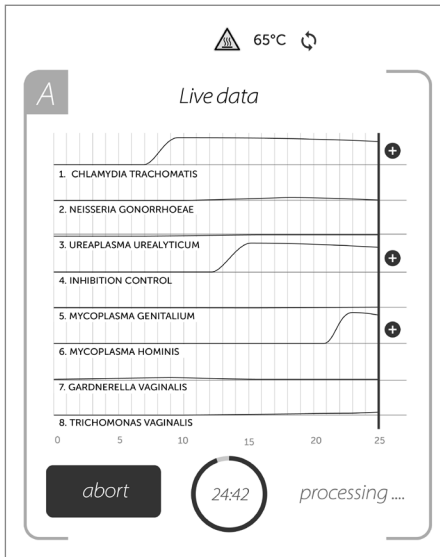 65°C
A
Live data
1. CHLAMYDIA TRACHOMATIS
2. NEISSERIA GONORRHOEAE
3. UREAPLASMA UREALYTICUM
4. INHIBITION CONTROL
5. MYCOPLASMA GENITALIUM
6. MYCOPLASMA HOMINIS
7. GARDNERELLA VAGINALIS
8. TRICHOMONAS VAGINALIS
0 5 10 15 20 25
abort 24:42 processing ....